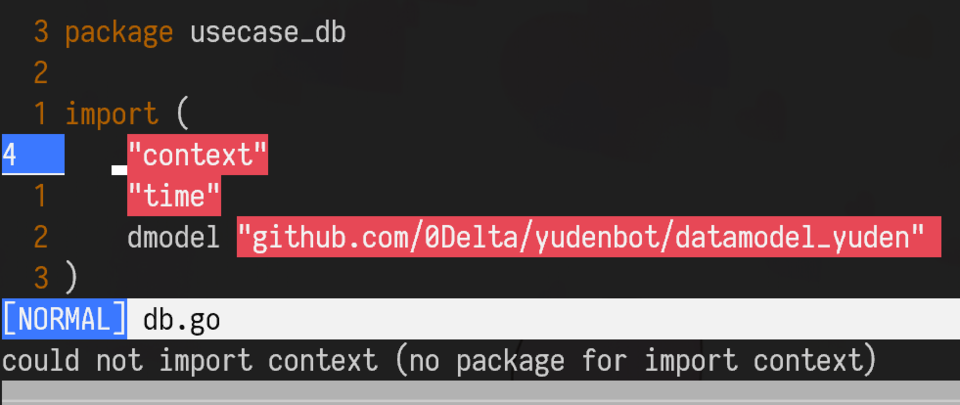 3 package usecase_db
2
1 import (
4 "context"
1 "time"
2 dmodel "github.com/0Delta/yudenbot/datamodel_yuden"
3 )
[NORMAL] db.go
could not import context (no package for import context)